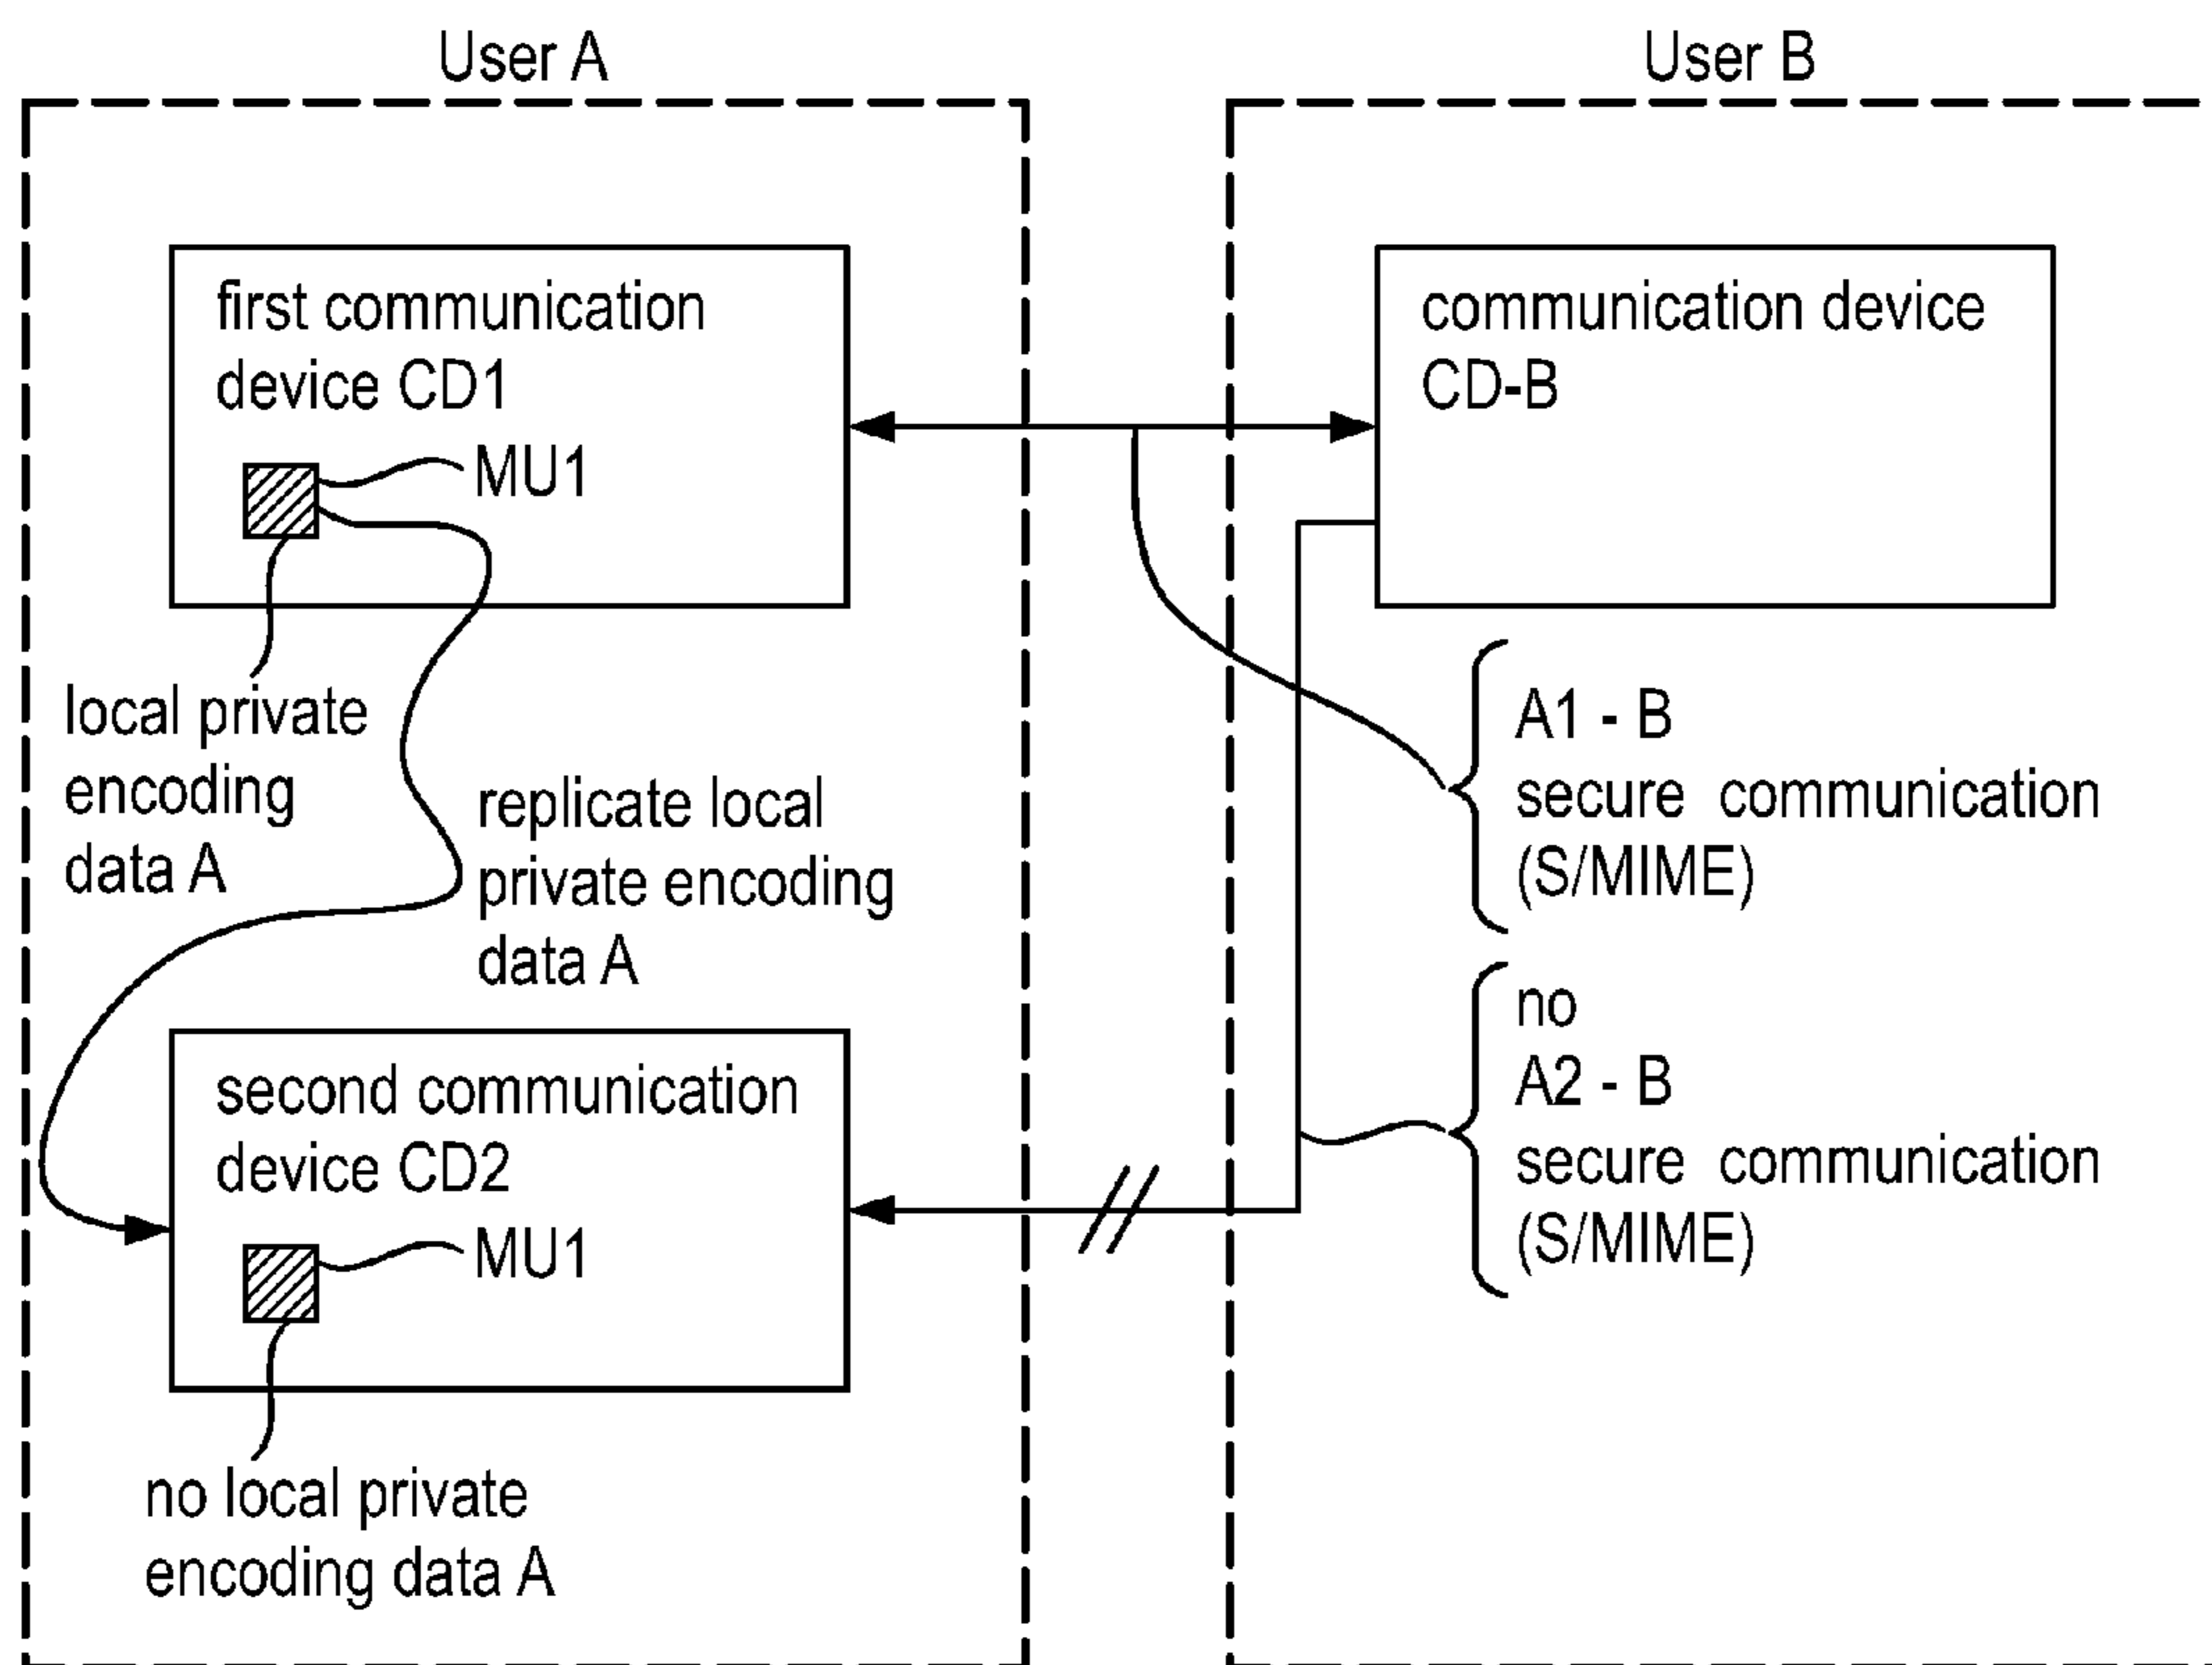 User A
User B
first communication
device CD1
MU1
communication device
CD-B
local private
encoding
data A
replicate local
private encoding
data A
A1 - B
secure communication
(S/MIME)
no
A2 - B
secure communication
(S/MIME)
second communication
device CD2
MU1
no local private
encoding data A